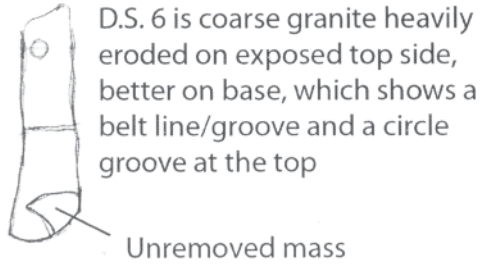 D.S. 6 is coarse granite heavily
eroded on exposed top side,
better on base, which shows a
belt line/groove and a circle
groove at the top
Unremoved mass